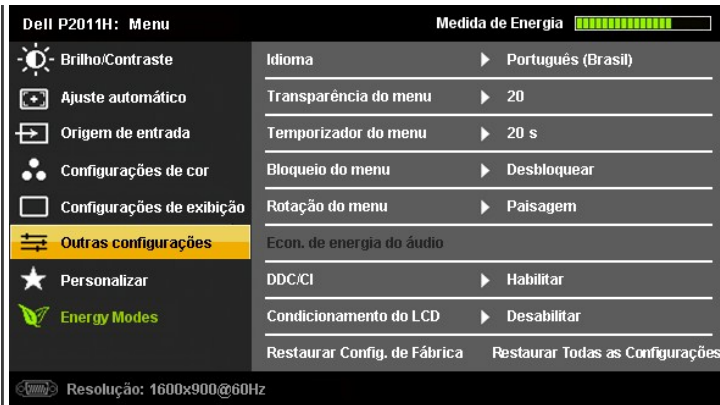 Dell P2011H: Menu Medida de Energia
Brilho/Contraste Idioma Português (Brasil)
Ajuste automático Transparência do menu 20
Origem de entrada Temporizador do menu 20 s
Configurações de cor Bloqueio do menu Desbloquear
Configurações de exibição Rotação do menu Paisagem
Outras configurações Econ. de energia do áudio
Personalizar DDC/CI Habilitar
Energy Modes Condicionamento do LCD Desabilitar
Restaurar Config. de Fábrica Restaurar Todas as Configurações
Resolução: 1600x900@60Hz